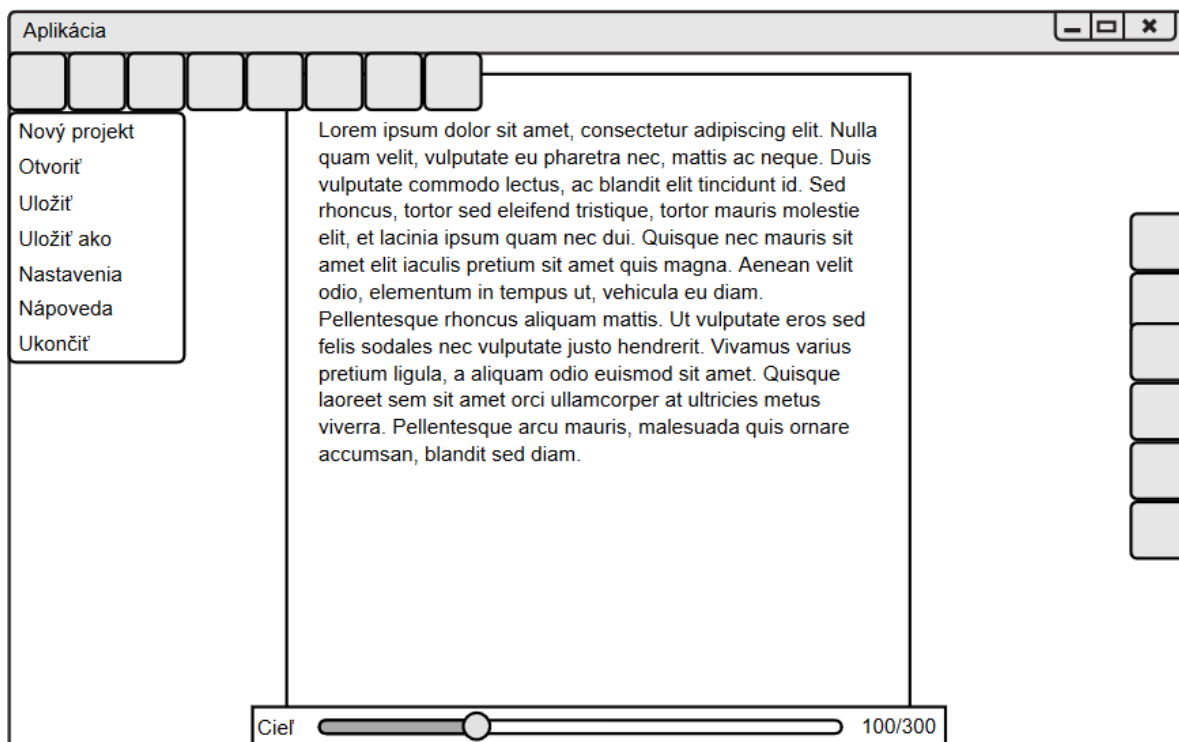 Aplikácia
Nový projekt
Otvoriť
Uložiť
Uložiť ako
Nastavenia
Nápoveda
Ukončiť
Lorem ipsum dolor sit amet, consectetur adipiscing elit. Nulla
quam velit, vulputate eu pharetra nec, mattis ac neque. Duis
vulputate commodo lectus, ac blandit elit tincidunt id. Sed
rhoncus, tortor sed eleifend tristique, tortor mauris molestie
elit, et lacinia ipsum quam nec dui. Quisque nec mauris sit
amet elit iaculis pretium sit amet quis magna. Aenean velit
odio, elementum in tempus ut, vehicula eu diam.
Pellentesque rhoncus aliquam mattis. Ut vulputate eros sed
felis sodales nec vulputate justo hendrerit. Vivamus varius
pretium ligula, a aliquam odio euismod sit amet. Quisque
laoreet sem sit amet orci ullamcorper at ultricies metus
viverra. Pellentesque arcu mauris, malesuada quis ornare
accumsan, blandit sed diam.
Cieľ 100/300